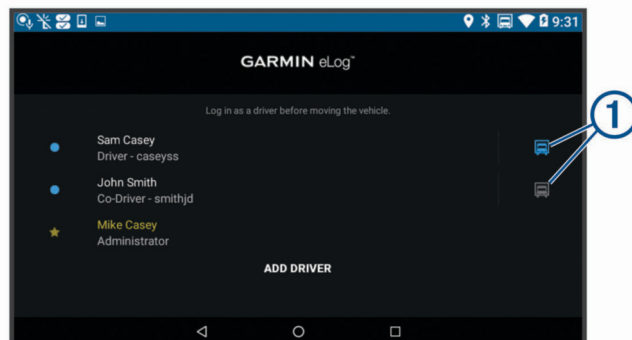 9:31
GARMIN eLog™
Log in as a driver before moving the vehicle.
Sam Casey
Driver - caseyss
John Smith
Co-Driver - smithjd
Mike Casey
Administrator
ADD DRIVER
1